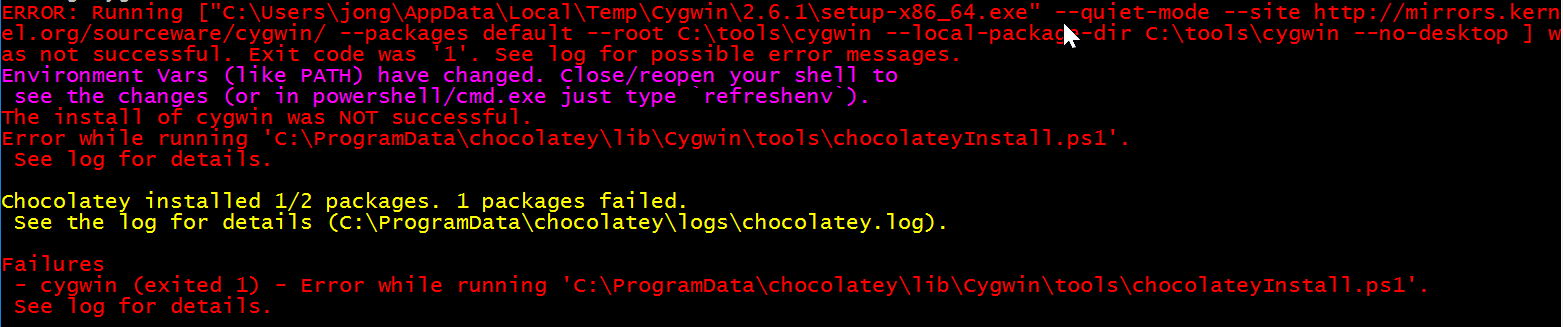 ERROR: Running ["C:\Users\jong\AppData\Local\Temp\Cygwin\2.6.1\setup-x86_64.exe" --quiet-mode --site http://mirrors.kern
el.org/sourceware/cygwin/ --packages default --root C:\tools\cygwin --local-package-dir C:\tools\cygwin --no-desktop ] w
as not successful. Exit code was '1'. See log for possible error messages.
Environment Vars (like PATH) have changed. Close/reopen your shell to
 see the changes (or in powershell/cmd.exe just type `refreshenv`).
The install of cygwin was NOT successful.
Error while running 'C:\ProgramData\chocolatey\lib\Cygwin\tools\chocolateyInstall.ps1'.
 See log for details.
Chocolatey installed 1/2 packages. 1 packages failed.
 See the log for details (C:\ProgramData\chocolatey\logs\chocolatey.log).
Failures
 - cygwin (exited 1) - Error while running 'C:\ProgramData\chocolatey\lib\Cygwin\tools\chocolateyInstall.ps1'.
 See log for details.